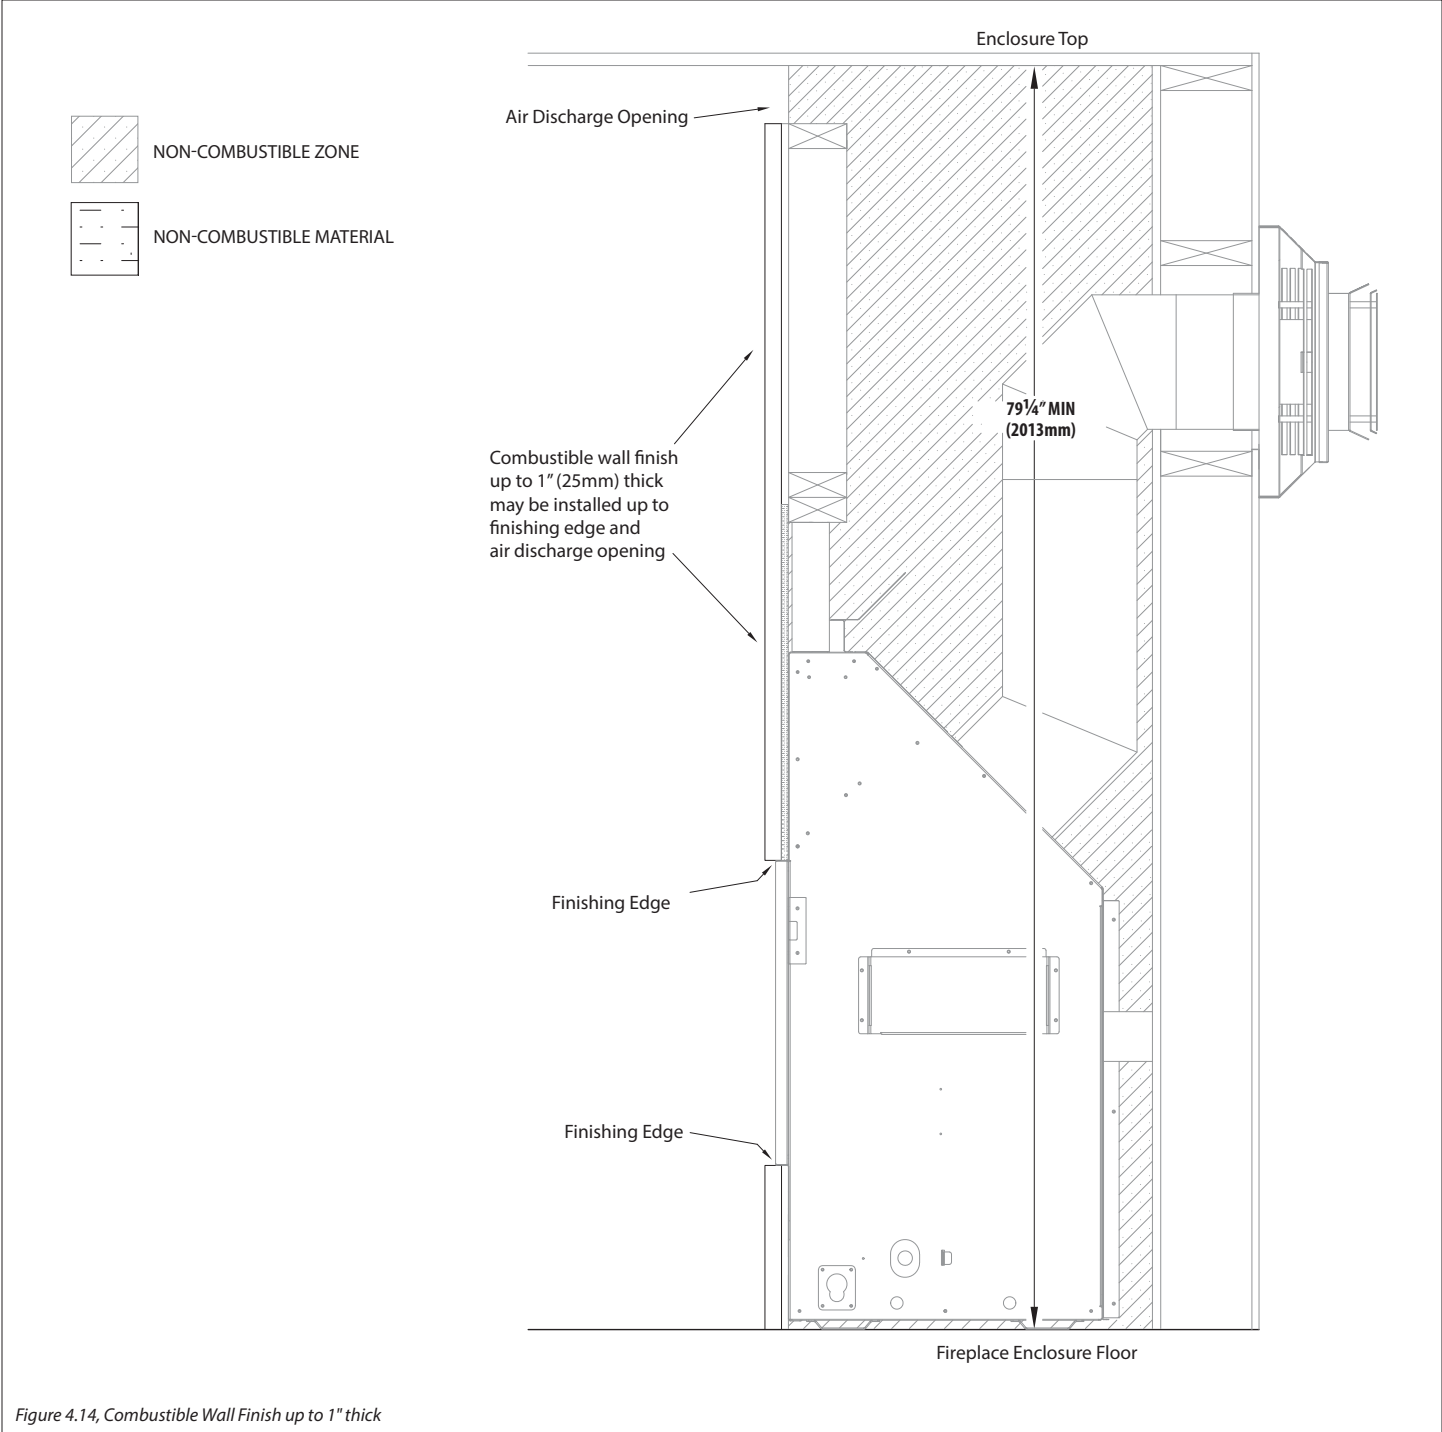 Enclosure Top
Air Discharge Opening
NON-COMBUSTIBLE ZONE
NON-COMBUSTIBLE MATERIAL
79¼" MIN
(2013mm)
Combustible wall finish
up to 1" (25mm) thick
may be installed up to
finishing edge and
air discharge opening
Finishing Edge
Finishing Edge
Fireplace Enclosure Floor
Figure 4.14, Combustible Wall Finish up to 1" thick